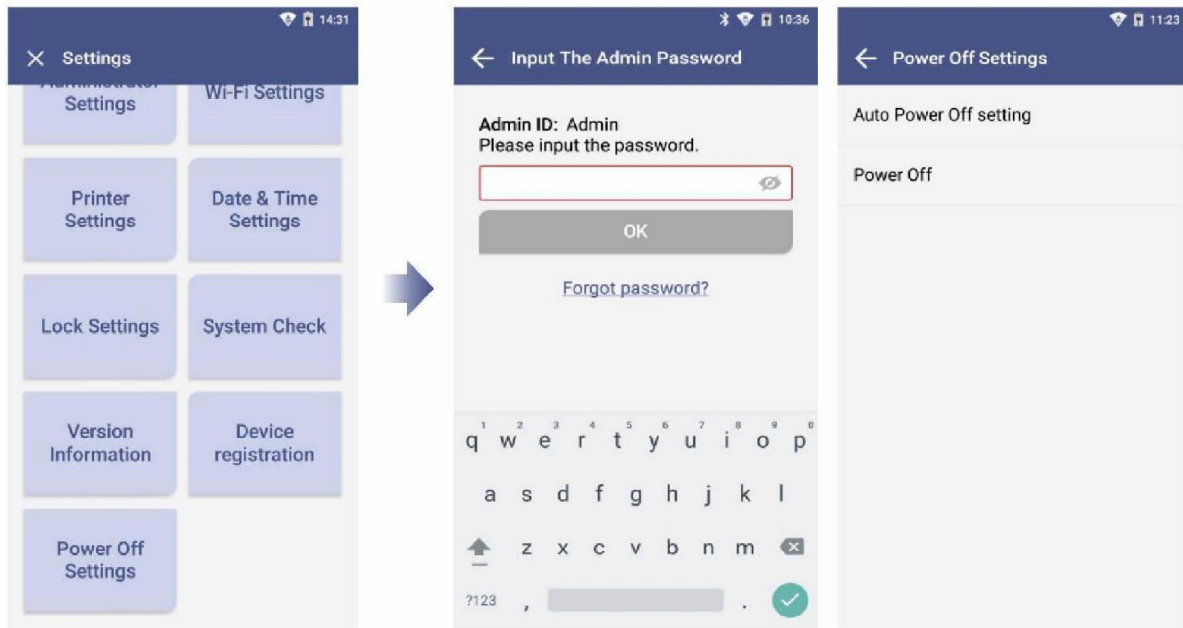 14:31
Settings
Administrator
Settings
Wi-Fi Settings
Printer
Settings
Date & Time
Settings
Lock Settings
System Check
Version
Information
Device
registration
Power Off
Settings
10:36
Input The Admin Password
Admin ID: Admin
Please input the password.
OK
Forgot password?
1 2 3 4 5 6 7 8 9 0
q w e r t y u i o p
a s d f g h j k l
z x c v b n m
?123 , .
11:23
Power Off Settings
Auto Power Off setting
Power Off